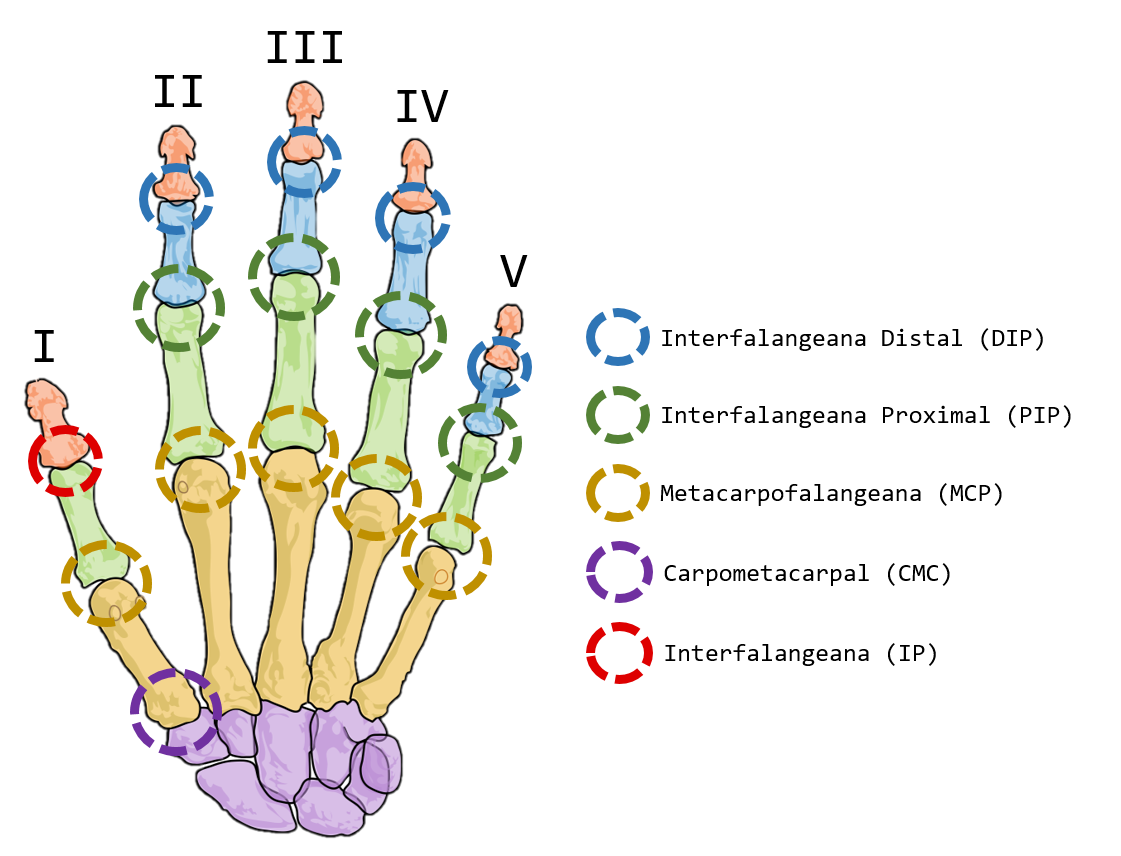 III
II
IV
V
I
Interfalangeana Distal (DIP)
Interfalangeana Proximal (PIP)
Metacarpofalangeana (MCP)
Carpometacarpal (CMC)
Interfalangeana (IP)